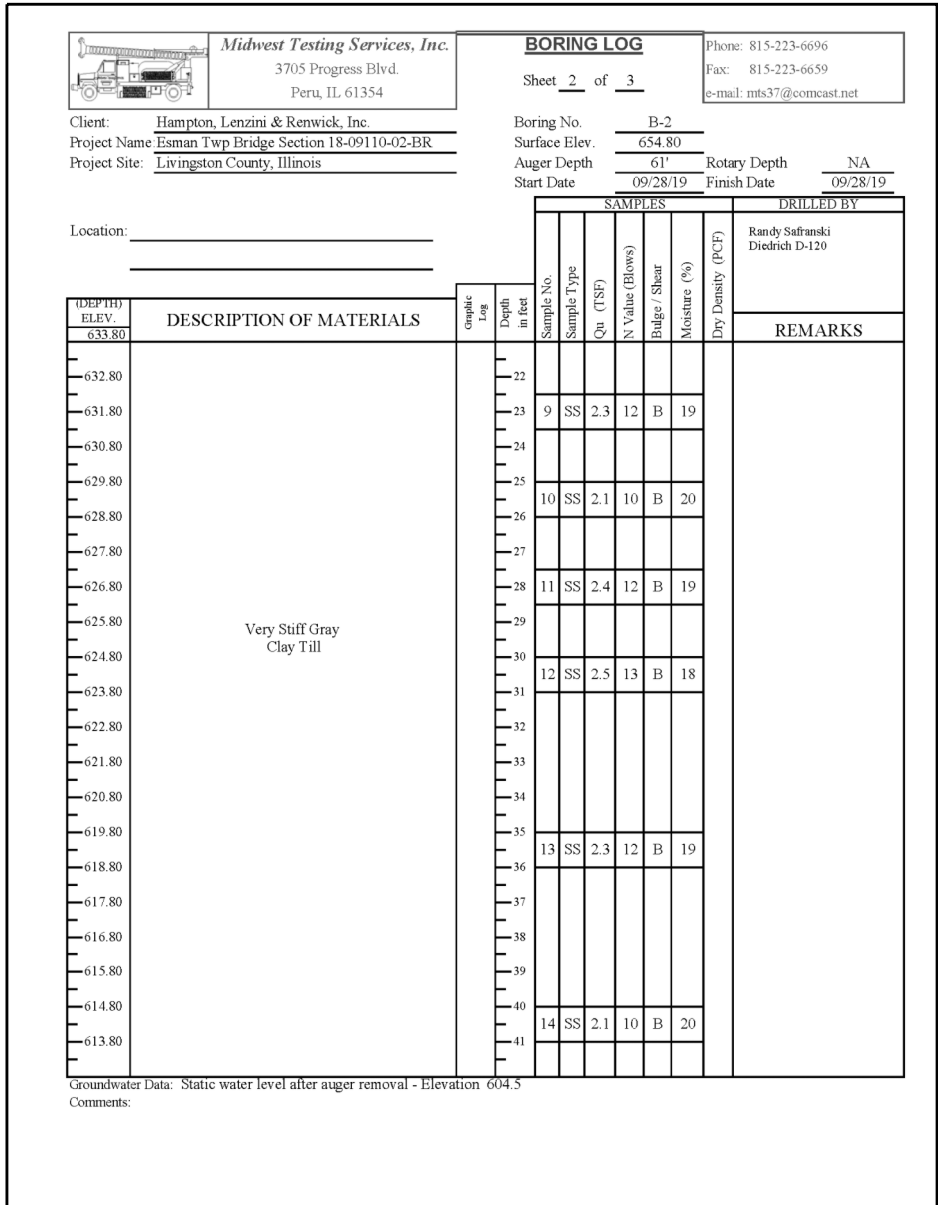 Midwest Testing Services, Inc.
3705 Progress Blvd.
Peru, IL 61354
BORING LOG
Sheet 2 of 3
Phone: 815-223-6696
Fax: 815-223-6659
e-mail: mts37@comcast.net
Client: Hampton, Lenzini & Renwick, Inc.
Project Name: Esman Twp Bridge Section 18-09110-02-BR
Project Site: Livingston County, Illinois
Boring No. B-2
Surface Elev. 654.80
Auger Depth 61' Rotary Depth NA
Start Date 09/28/19 Finish Date 09/28/19
Location:
SAMPLES
DRILLED BY
Randy Safranski
Diedrich D-120
(DEPTH)
ELEV.
633.80
DESCRIPTION OF MATERIALS
Graphic
Log
Depth
in feet
Sample No.
Sample Type
Qu (TSF)
N Value (Blows)
Bulge / Shear
Moisture (%)
Dry Density (PCF)
REMARKS
632.80 22
631.80 23 9 SS 2.3 12 B 19
630.80 24
629.80 25
10 SS 2.1 10 B 20
628.80 26
627.80 27
626.80 28 11 SS 2.4 12 B 19
625.80 29
Very Stiff Gray
Clay Till
624.80 30
12 SS 2.5 13 B 18
623.80 31
622.80 32
621.80 33
620.80 34
619.80 35
13 SS 2.3 12 B 19
618.80 36
617.80 37
616.80 38
615.80 39
614.80 40
14 SS 2.1 10 B 20
613.80 41
Groundwater Data: Static water level after auger removal - Elevation 604.5
Comments: